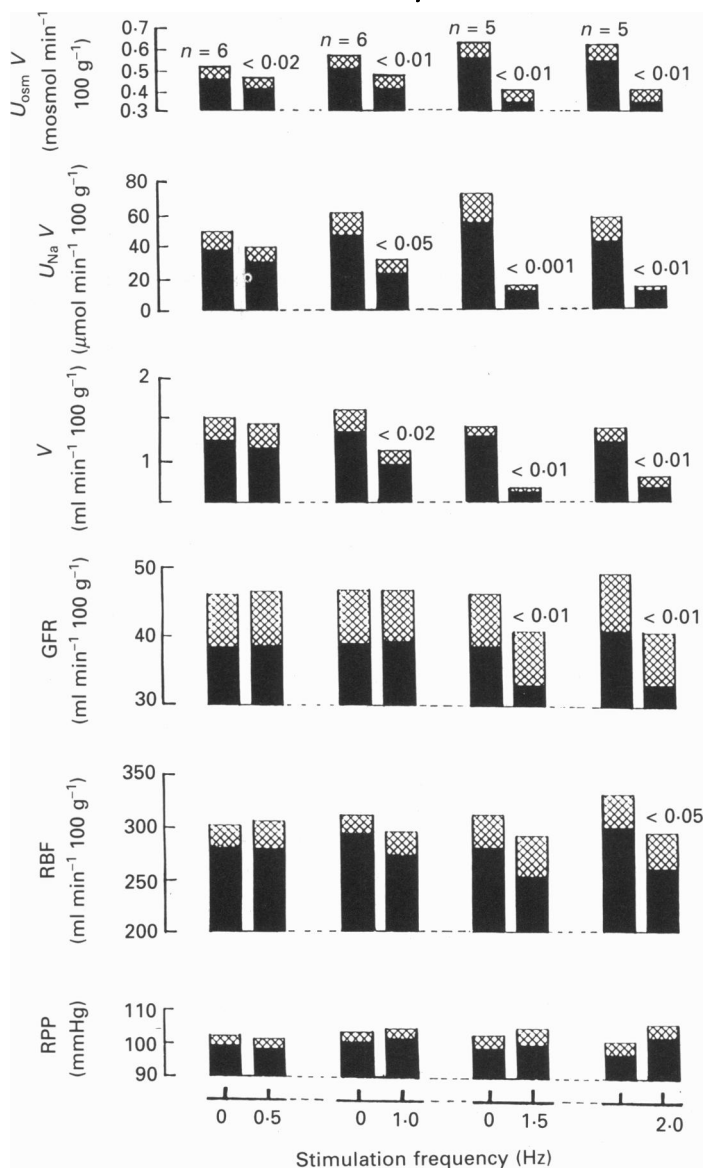 U_osm V
(mosmol min⁻¹
100 g⁻¹)
0.7
0.6
0.5
0.4
0.3
n = 6
< 0.02
n = 6
< 0.01
n = 5
< 0.01
n = 5
< 0.01
U_Na V
(μmol min⁻¹ 100 g⁻¹)
80
60
40
20
0
< 0·05
< 0·001
< 0·01
V
(ml min⁻¹ 100 g⁻¹)
2
1
< 0·02
< 0·01
< 0·01
GFR
(ml min⁻¹ 100 g⁻¹)
50
40
30
< 0·01
< 0·01
RBF
(ml min⁻¹ 100 g⁻¹)
350
300
250
200
< 0·05
RPP
(mmHg)
110
100
90
0 0·5 0 1.0 0 1.5 2.0
Stimulation frequency (Hz)